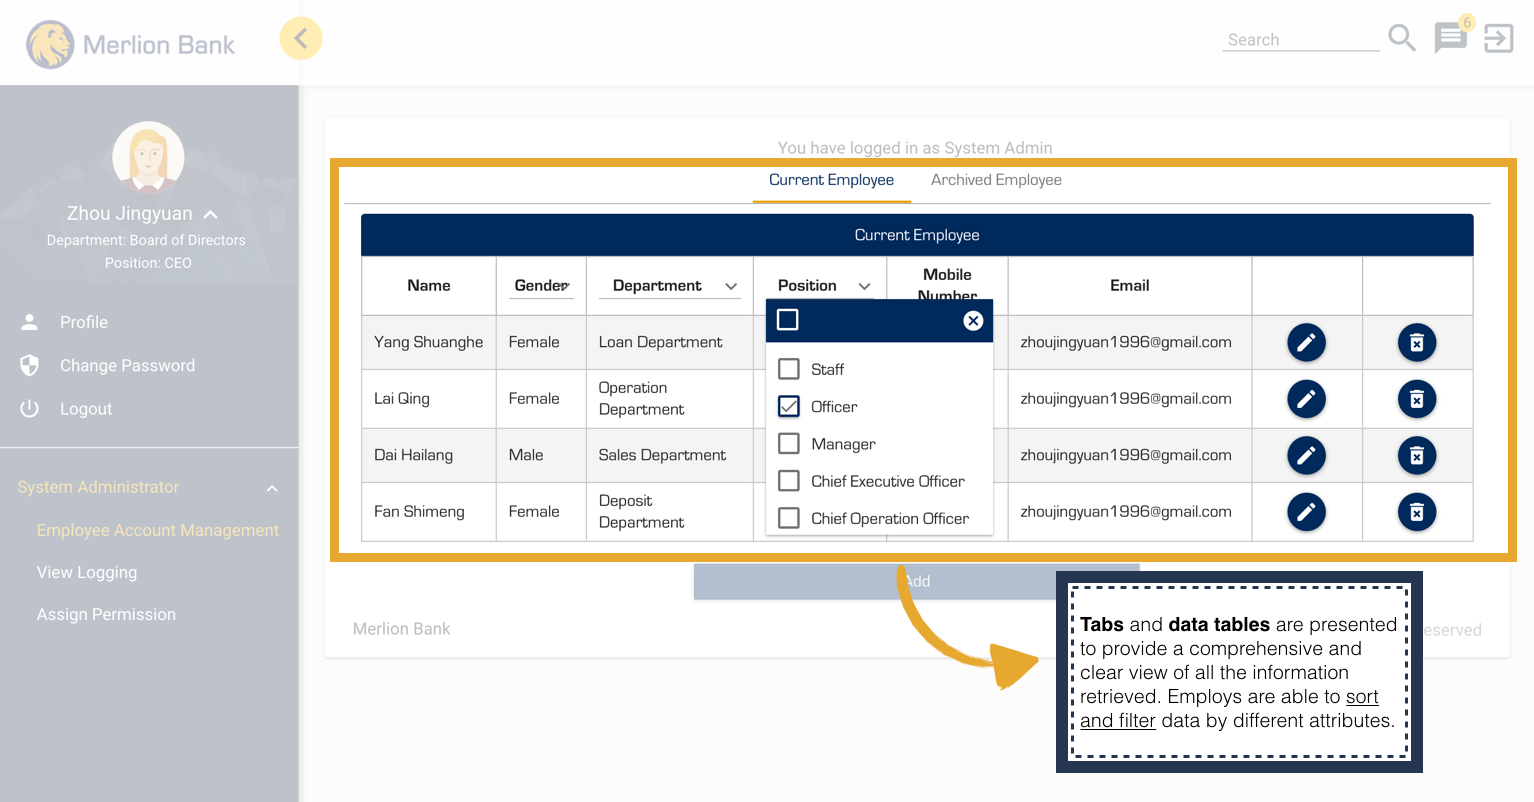 Merlion Bank
Search
6
Zhou Jingyuan
Department: Board of Directors
Position: CEO
Profile
Change Password
Logout
System Administrator
Employee Account Management
View Logging
Assign Permission
You have logged in as System Admin
Current Employee Archived Employee
Current Employee
Name Gender Department Position Mobile Number Email
Yang Shuanghe Female Loan Department zhoujingyuan1996@gmail.com
Lai Qing Female Operation Department zhoujingyuan1996@gmail.com
Dai Hailang Male Sales Department zhoujingyuan1996@gmail.com
Fan Shimeng Female Deposit Department zhoujingyuan1996@gmail.com
Staff
Officer
Manager
Chief Executive Officer
Chief Operation Officer
Add
Merlion Bank
Tabs and data tables are presented
to provide a comprehensive and
clear view of all the information
retrieved. Employs are able to sort
and filter data by different attributes.